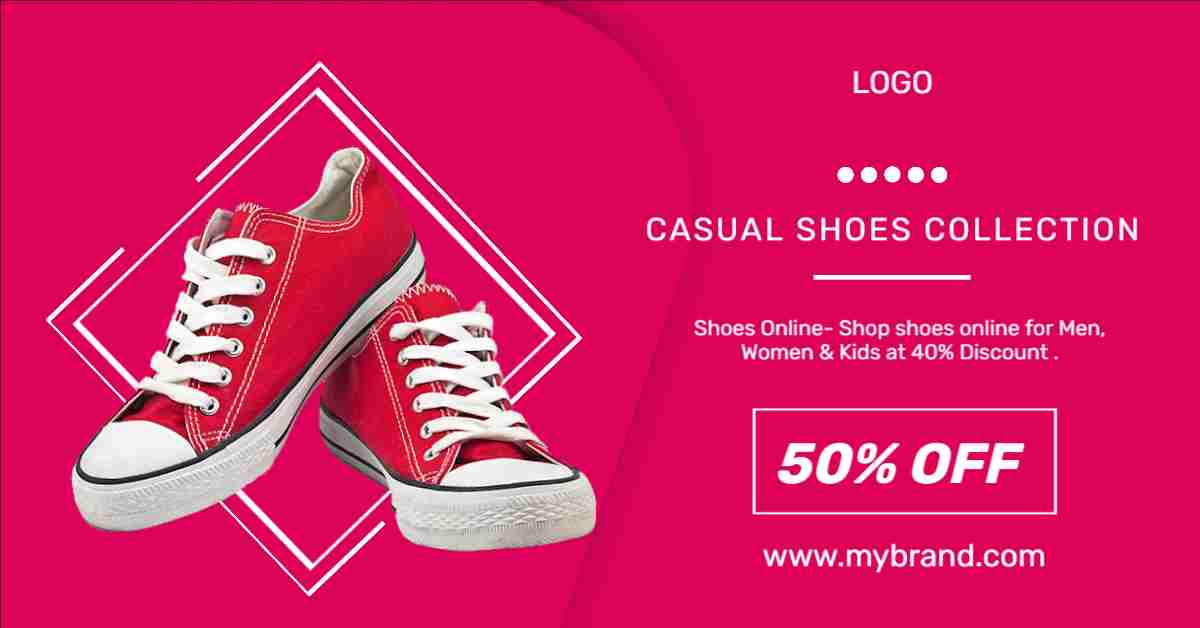 LOGO
CASUAL SHOES COLLECTION
Shoes Online- Shop shoes online for Men,
Women & Kids at 40% Discount .
50% OFF
www.mybrand.com